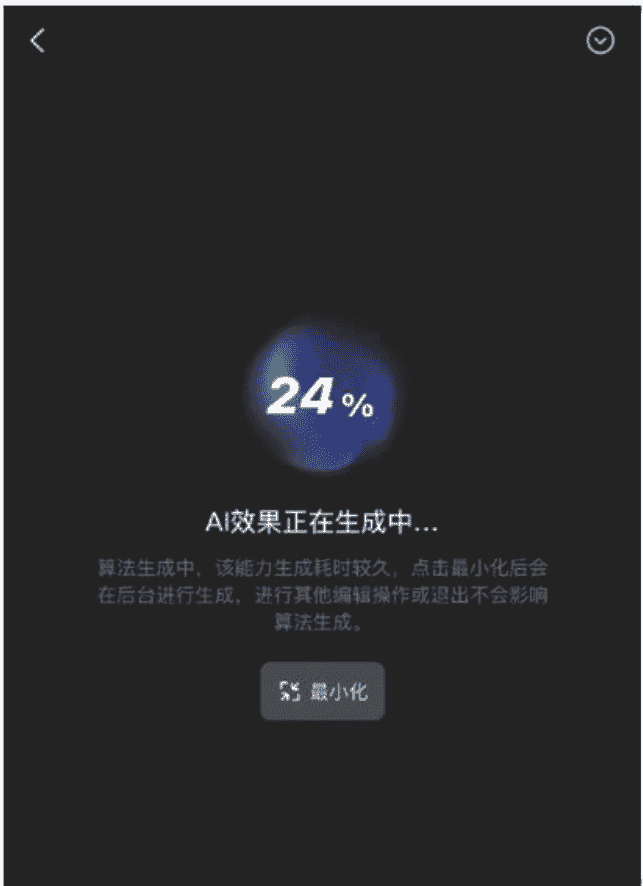 24%
AI效果正在生成中...
算法生成中，该能力生成耗时较久，点击最小化后会
在后台进行生成，进行其他编辑操作或退出不会影响
算法生成。
最小化